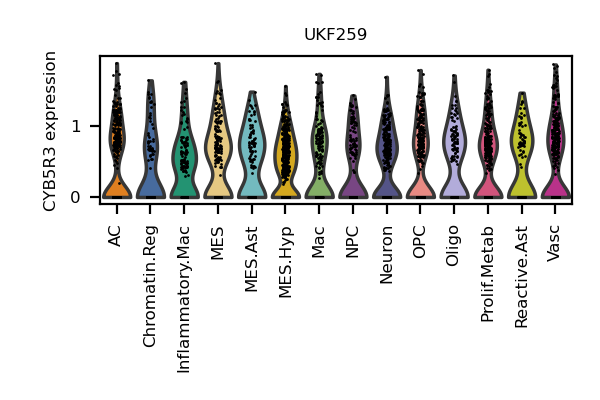 UKF259
CYB5R3 expression
1
0
AC
Chromatin.Reg
Inflammatory.Mac
MES
MES.Ast
MES.Hyp
Mac
NPC
Neuron
OPC
Oligo
Prolif.Metab
Reactive.Ast
Vasc